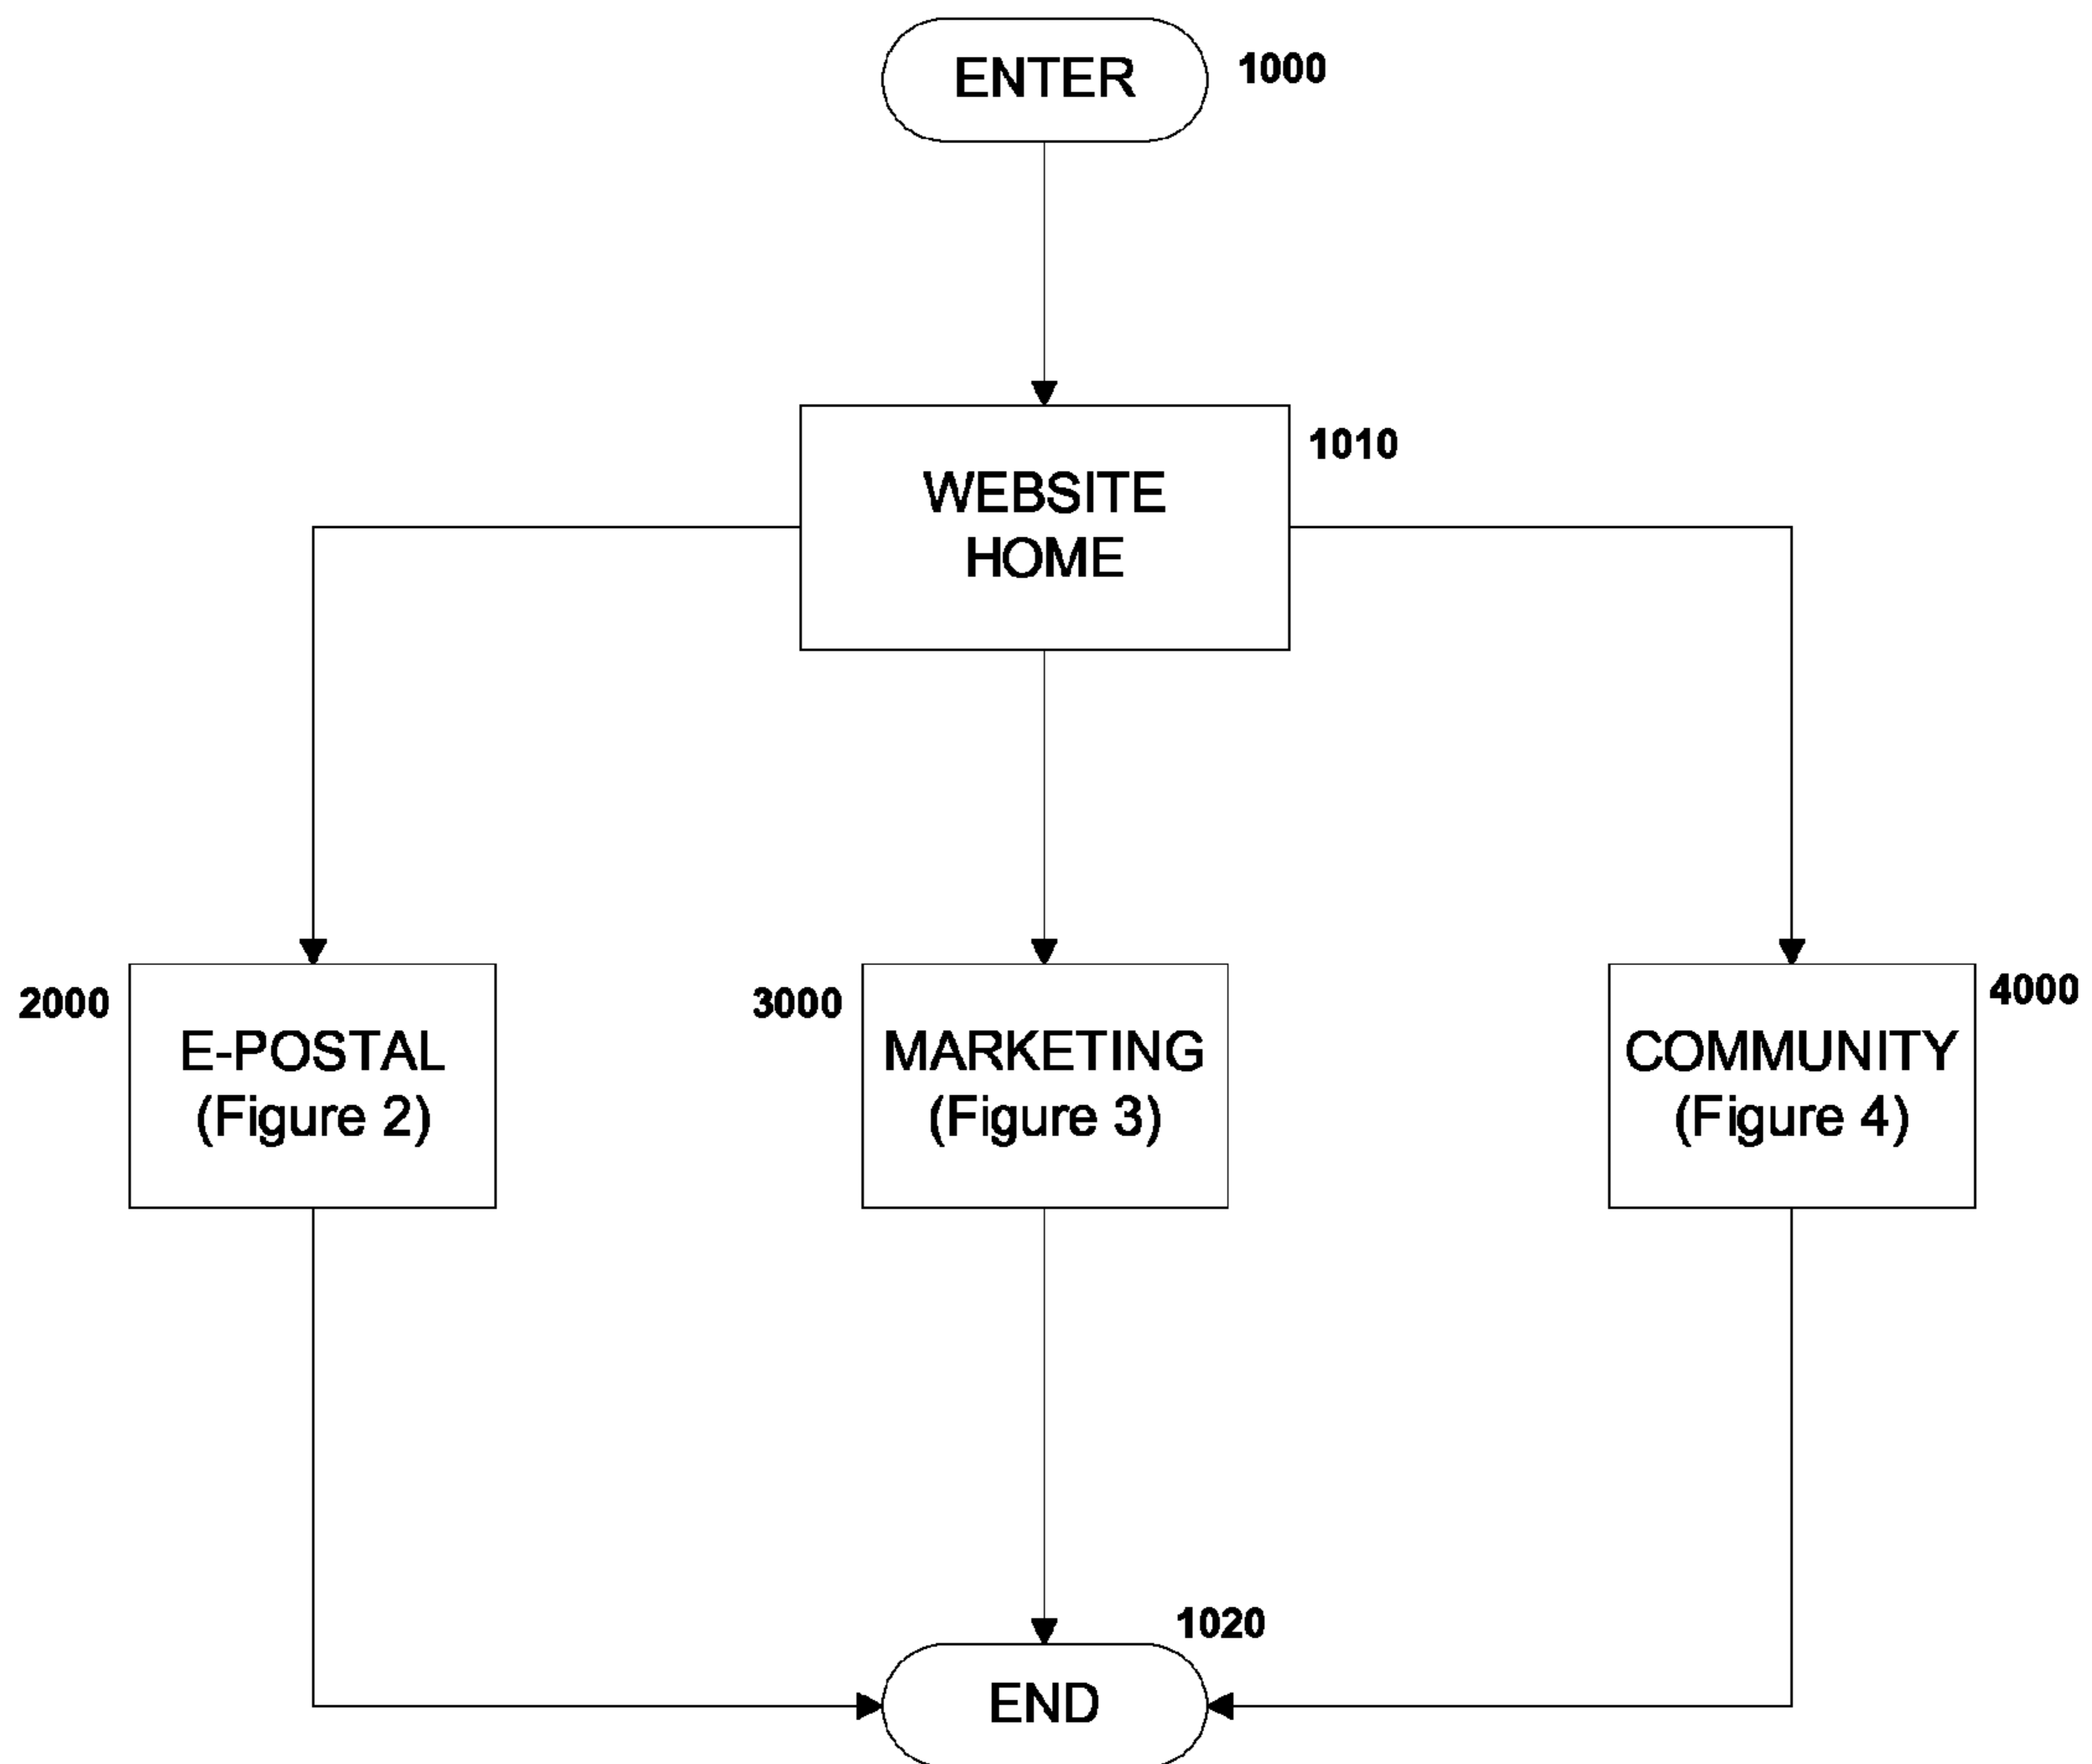 ENTER
1000
1010
WEBSITE
HOME
2000
E-POSTAL
(Figure 2)
3000
MARKETING
(Figure 3)
4000
COMMUNITY
(Figure 4)
1020
END